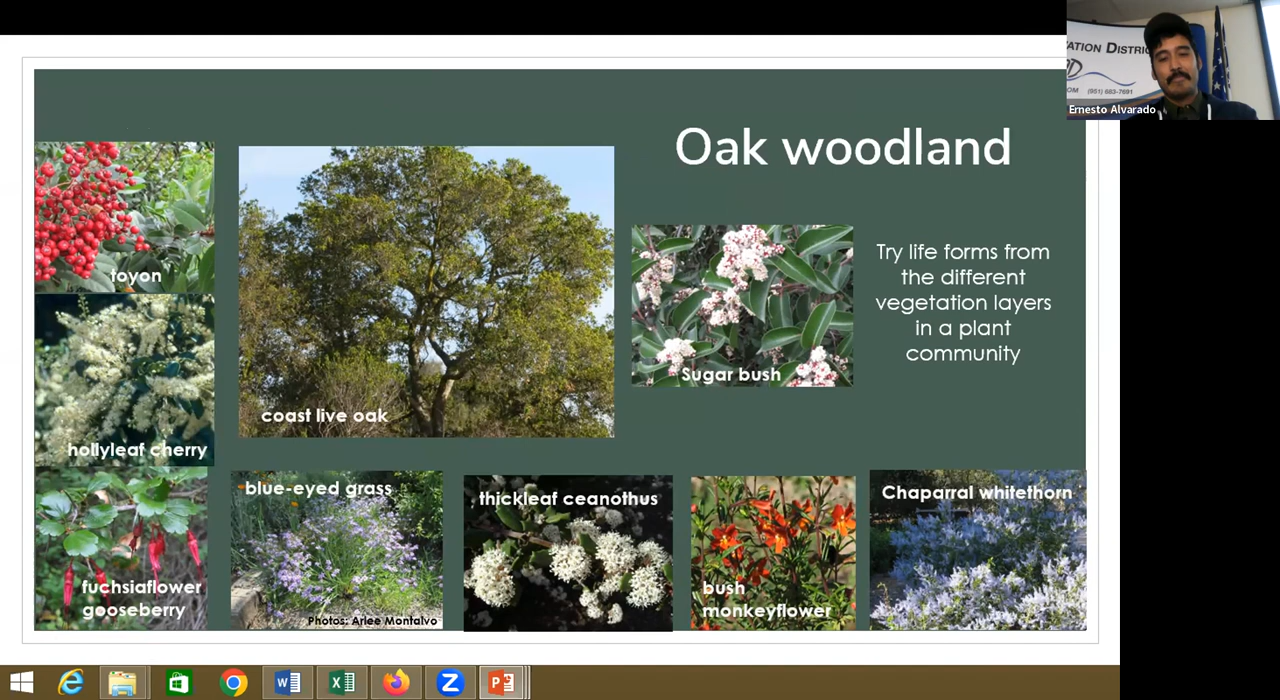 ATION DISTRI
OM (951) 683-7691
Ernesto Alvarado
Oak woodland
toyon
coast live oak
Sugar bush
Try life forms from
the different
vegetation layers
in a plant
community
hollyleaf cherry
blue-eyed grass
thickleaf ceanothus
Chaparral whitethorn
fuchsiaflower
gooseberry
Photos: Arlee Montalvo
bush
monkeyflower